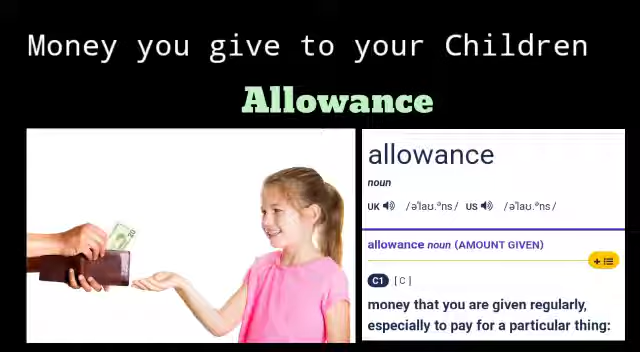 Money you give to your Children
Allowance
allowance
noun
UK /əˈlaʊ.ᵊns/ US /əˈlaʊ.ᵊns/
allowance noun (AMOUNT GIVEN)
C1 [ C ]
money that you are given regularly,
especially to pay for a particular thing: